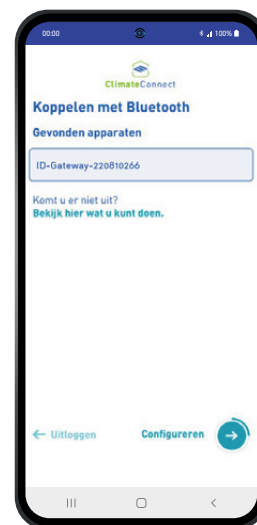 00:00
100%
ClimateConnect
Koppelen met Bluetooth
Gevonden apparaten
ID-Gateway-220810266
Komt u er niet uit?
Bekijk hier wat u kunt doen.
← Uitloggen Configureren →